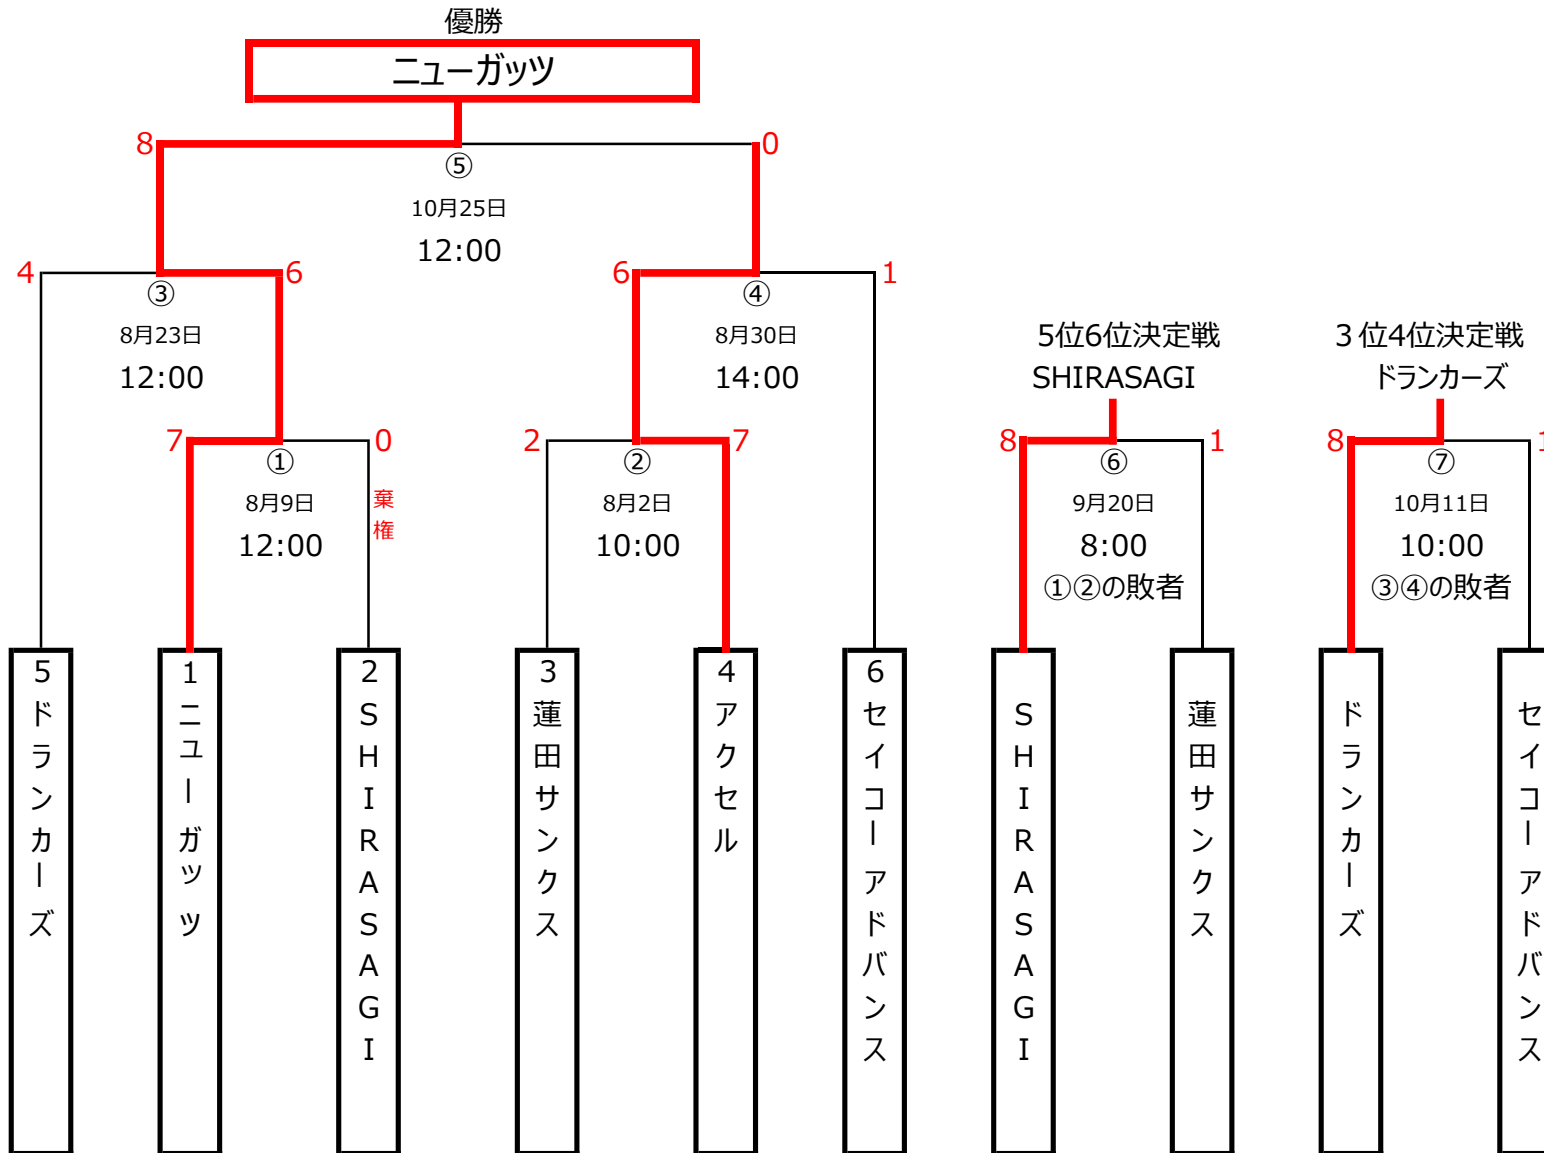 優勝
ニューガッツ
8
0
⑤
10月25日
12:00
4
6
6
1
③
8月23日
12:00
④
8月30日
14:00
5位6位決定戦
SHIRASAGI
３位4位決定戦
ドランカーズ
7
0
2
7
8
1
8
①
8月9日
12:00
棄権
②
8月2日
10:00
⑥
9月20日
8:00
①②の敗者
⑦
10月11日
10:00
③④の敗者
5ドランカーズ
1ニューガッツ
2SHIRASAGI
3蓮田サンクス
4アクセル
6セイコーアドバンス
SHIRASAGI
蓮田サンクス
ドランカーズ
セイコーアドバンス